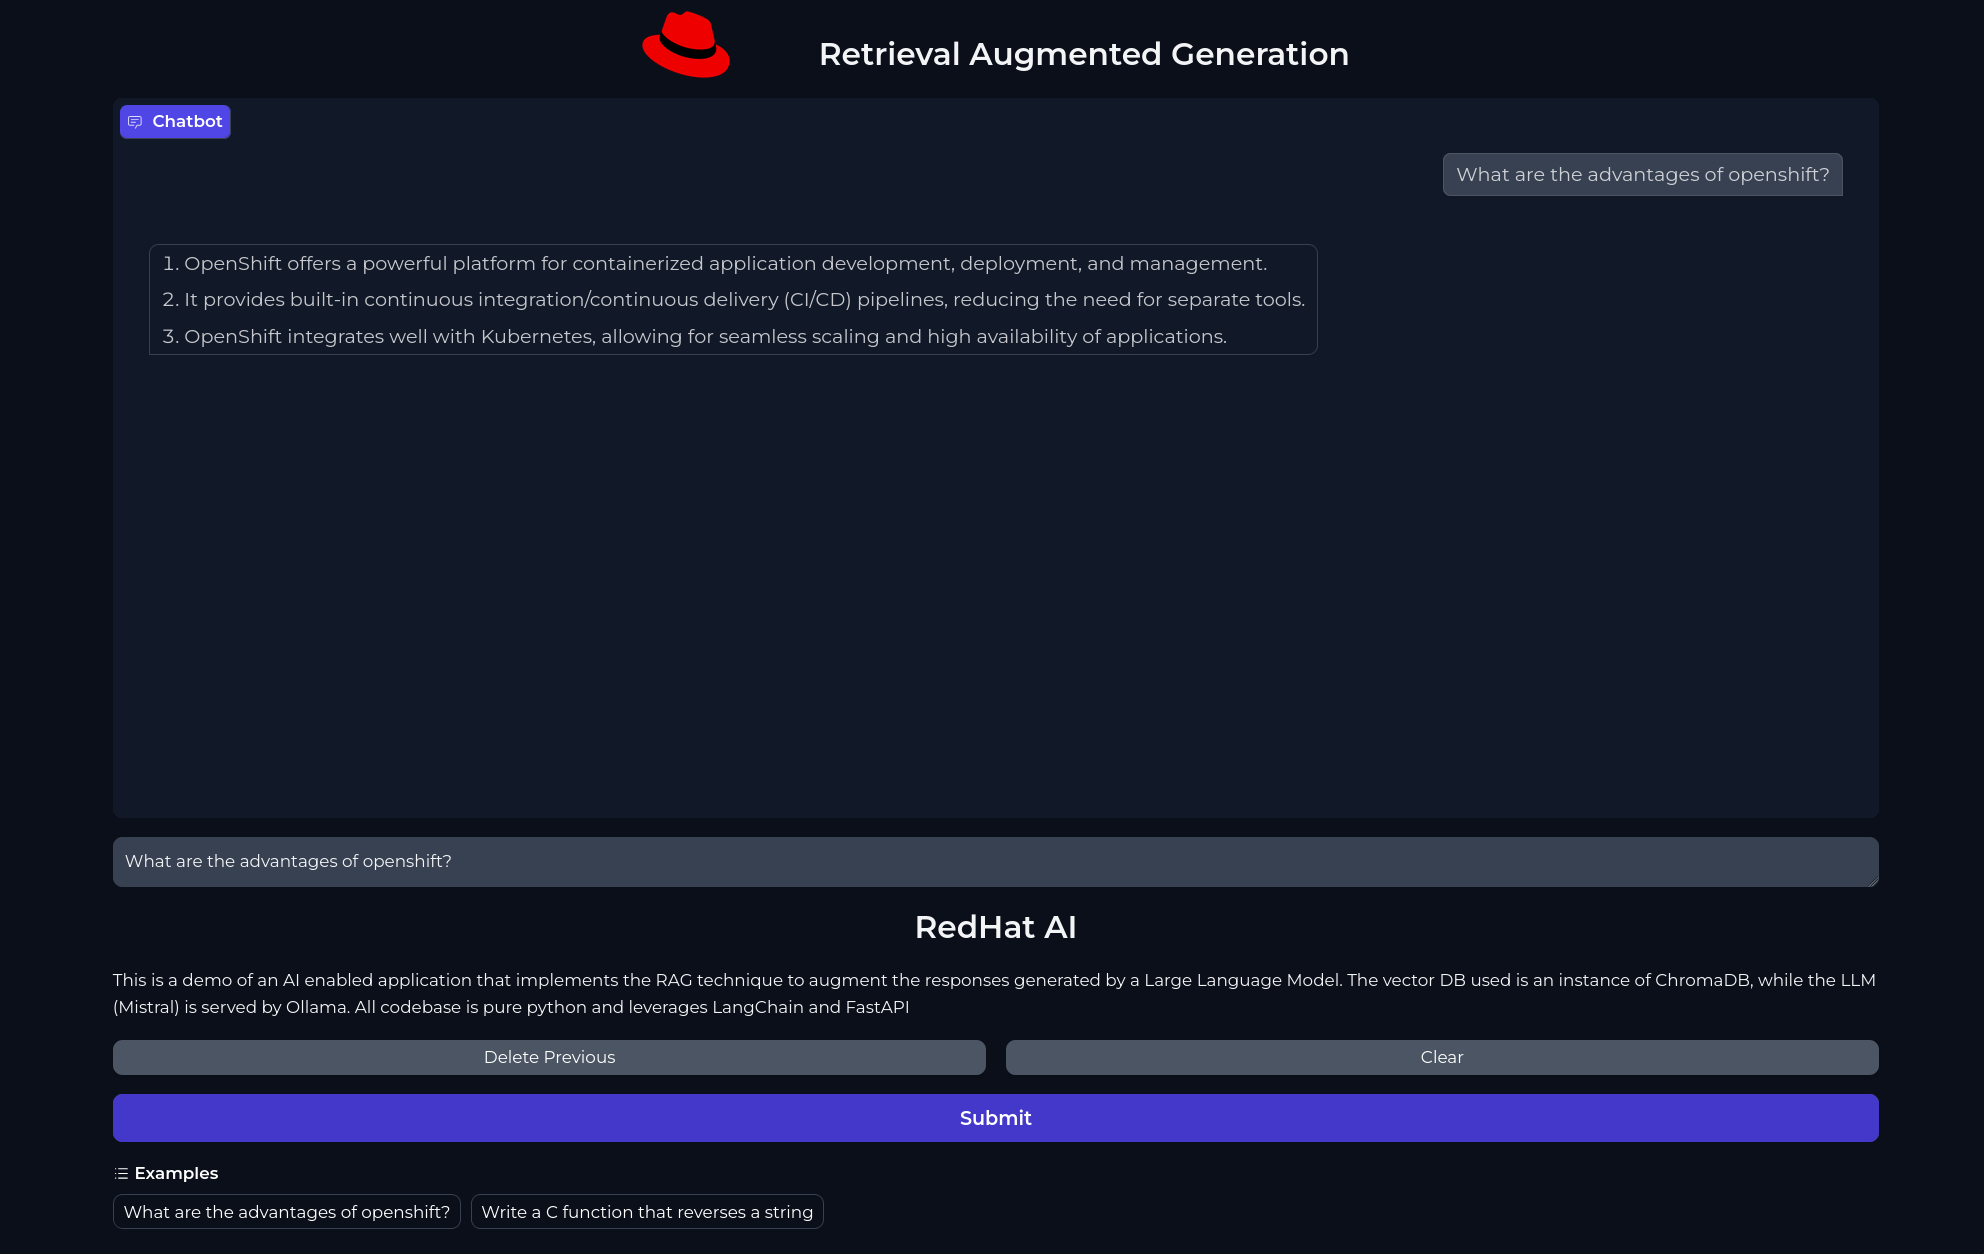 Retrieval Augmented Generation
Chatbot
What are the advantages of openshift?
1. OpenShift offers a powerful platform for containerized application development, deployment, and management.
2. It provides built-in continuous integration/continuous delivery (CI/CD) pipelines, reducing the need for separate tools.
3. OpenShift integrates well with Kubernetes, allowing for seamless scaling and high availability of applications.
What are the advantages of openshift?
RedHat AI
This is a demo of an AI enabled application that implements the RAG technique to augment the responses generated by a Large Language Model. The vector DB used is an instance of ChromaDB, while the LLM
(Mistral) is served by Ollama. All codebase is pure python and leverages LangChain and FastAPI
Delete Previous
Clear
Submit
Examples
What are the advantages of openshift?
Write a C function that reverses a string